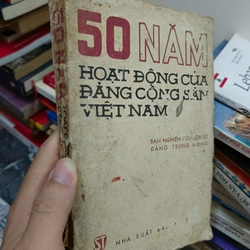 50 NĂM
HOẠT ĐỘNG CỦA
ĐẢNG CỘNG SẢN
VIỆT NAM
BAN NGHIÊN CỨU LỊCH SỬ
ĐẢNG TRUNG ƯƠNG
ST
NHÀ XUẤT BẢN